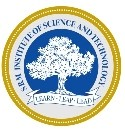 SRM INSTITUTE OF SCIENCE AND TECHNOLOGY
LEARN - LEAP - LEAD